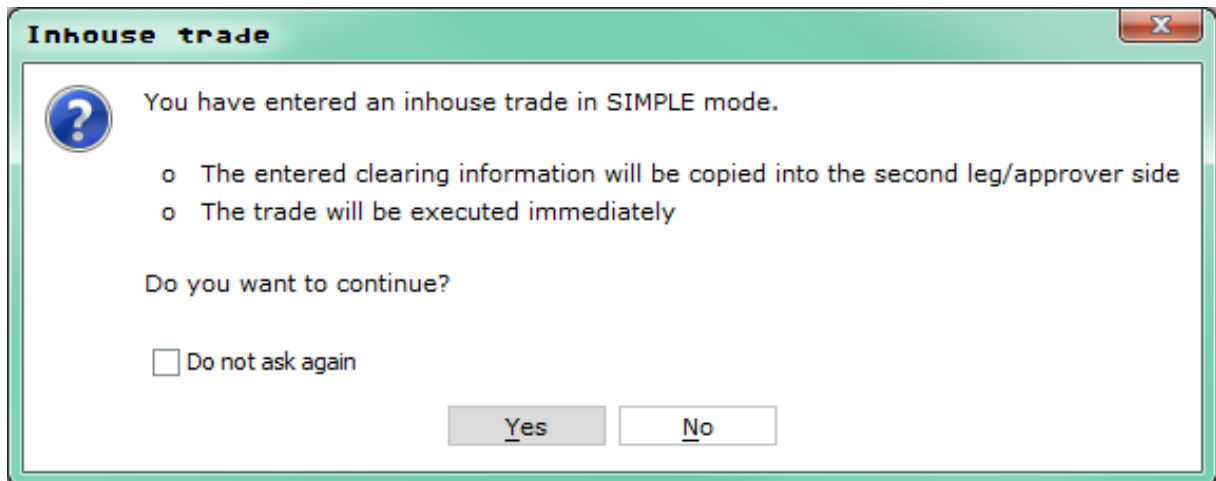 Inhouse trade
You have entered an inhouse trade in SIMPLE mode.
o The entered clearing information will be copied into the second leg/approver side
o The trade will be executed immediately
Do you want to continue?
Do not ask again
Yes No